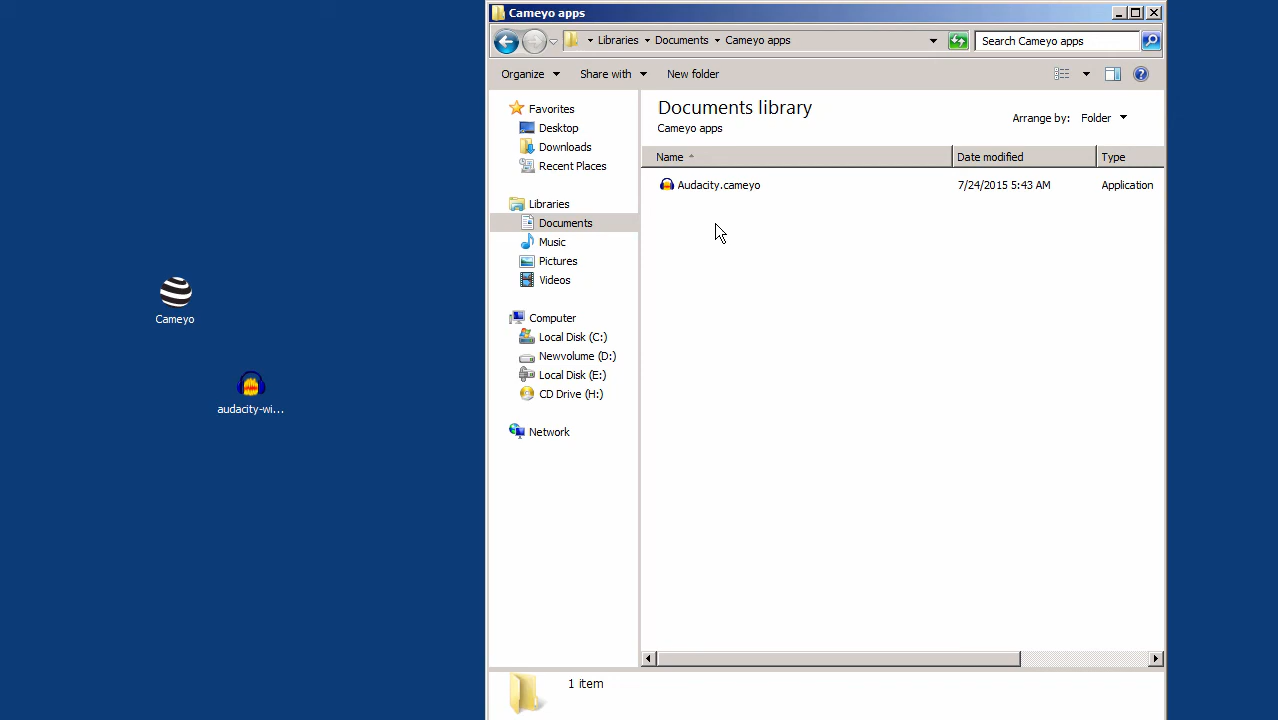 Cameyo apps
Libraries Documents Cameyo apps
Search Cameyo apps
Organize Share with New folder
Favorites
Desktop
Downloads
Recent Places
Libraries
Documents
Music
Pictures
Videos
Computer
Local Disk (C:)
Newvolume (D:)
Local Disk (E:)
CD Drive (H:)
Network
Documents library
Cameyo apps
Arrange by: Folder
Name Date modified Type
Audacity.cameyo 7/24/2015 5:43 AM Application
1 item
Cameyo
audacity-wi...